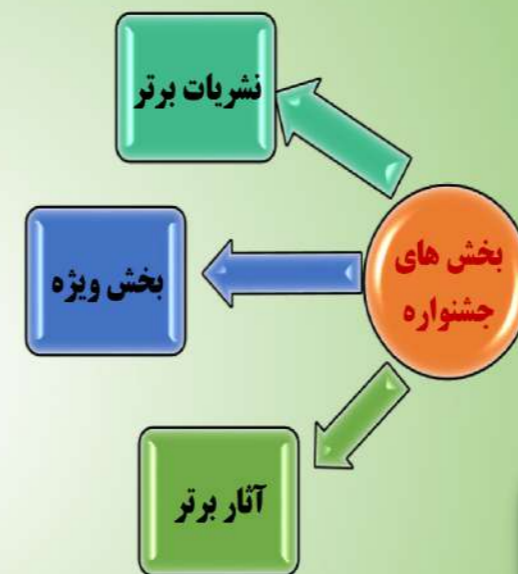 بخش های
جشنواره
نشریات برتر
بخش ویژه
آثار برتر